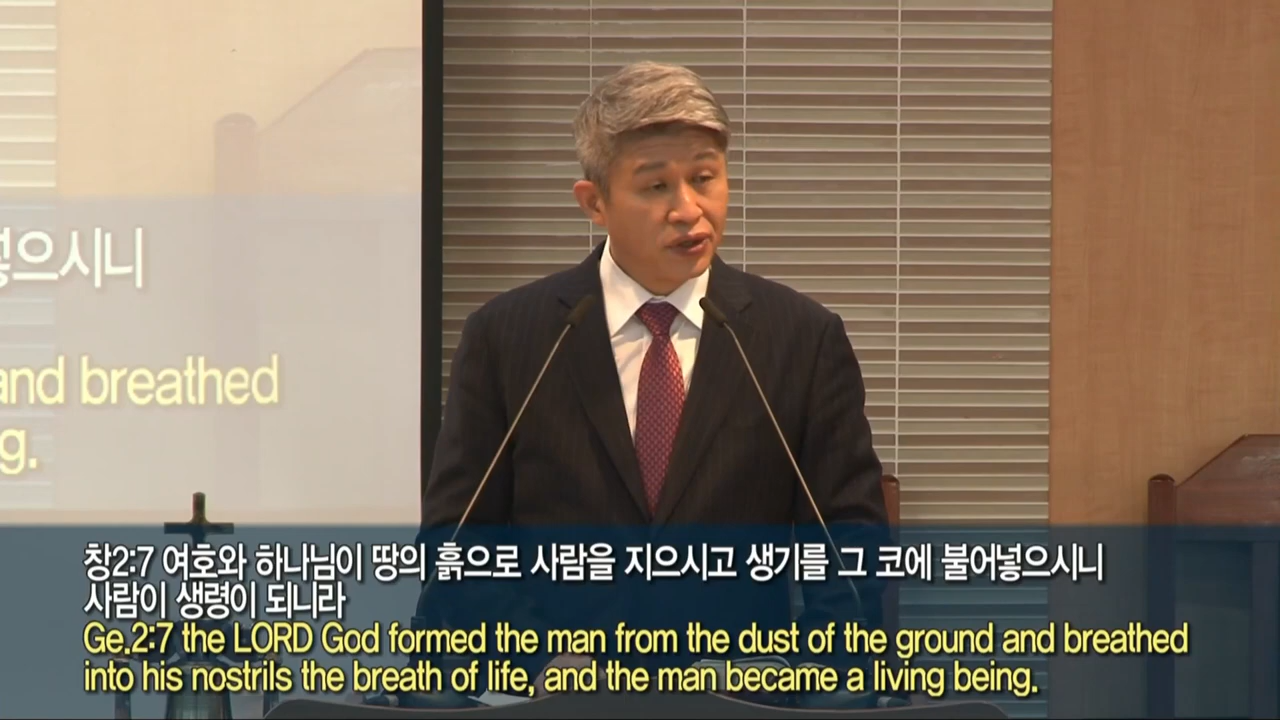 넣으시니
and breathed
g.
창2:7 여호와 하나님이 땅의 흙으로 사람을 지으시고 생기를 그 코에 불어넣으시니
사람이 생령이 되니라
Ge.2:7 the LORD God formed the man from the dust of the ground and breathed
into his nostrils the breath of life, and the man became a living being.